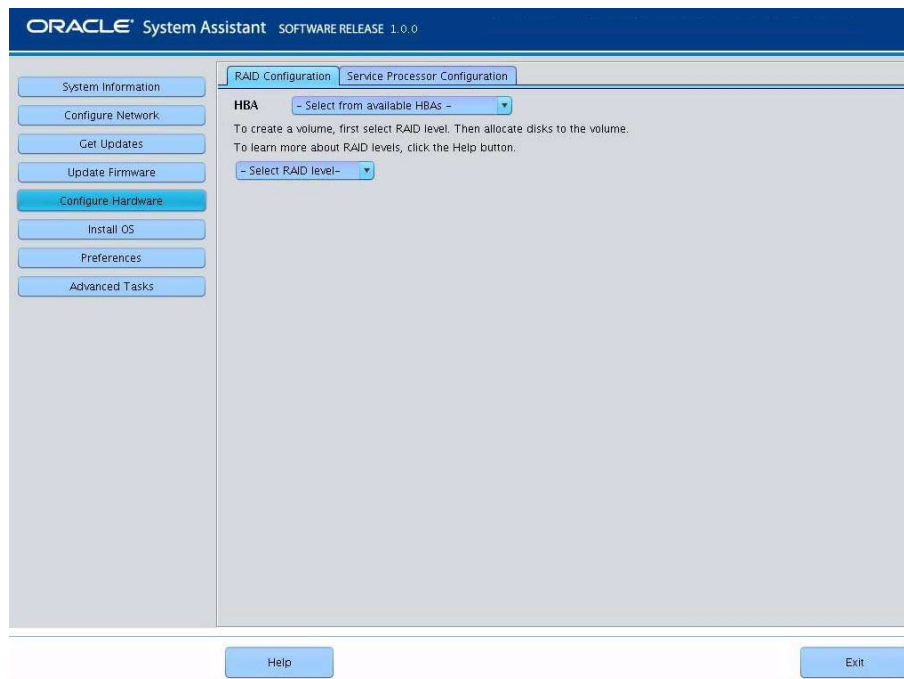 ORACLE System Assistant SOFTWARE RELEASE 1.0.0
System Information
Configure Network
Get Updates
Update Firmware
Configure Hardware
Install OS
Preferences
Advanced Tasks
RAID Configuration Service Processor Configuration
HBA - Select from available HBAs -
To create a volume, first select RAID level. Then allocate disks to the volume.
To learn more about RAID levels, click the Help button.
- Select RAID level-
Help Exit